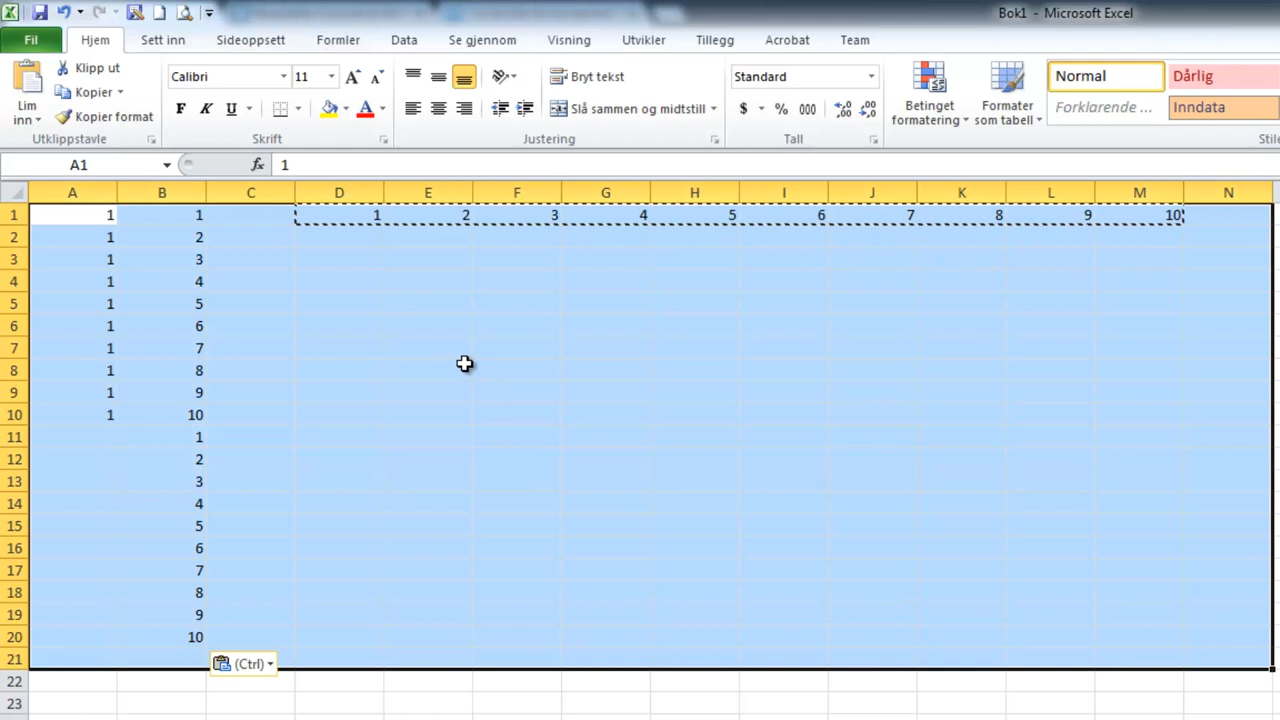 Bok1 - Microsoft Excel
Fil Hjem Sett inn Sideoppsett Formler Data Se gjennom Visning Utvikler Tillegg Acrobat Team
Lim inn
Klipp ut
Kopier
Kopier format
Utklippstavle
Calibri 11 A A
F K U A
Skrift
Bryt tekst
Slå sammen og midtstill
Justering
Standard
$ % 000 ,00 ,00
Tall
Betinget formatering
Formater som tabell
Normal Dårlig
Forklarende ... Inndata
Stile
A1 fx 1
A B C D E F G H I J K L M N
1 1 1 1 2 3 4 5 6 7 8 9 10
2 1 2
3 1 3
4 1 4
5 1 5
6 1 6
7 1 7
8 1 8
9 1 9
10 1 10
11 1
12 2
13 3
14 4
15 5
16 6
17 7
18 8
19 9
20 10
21 (Ctrl)
22
23